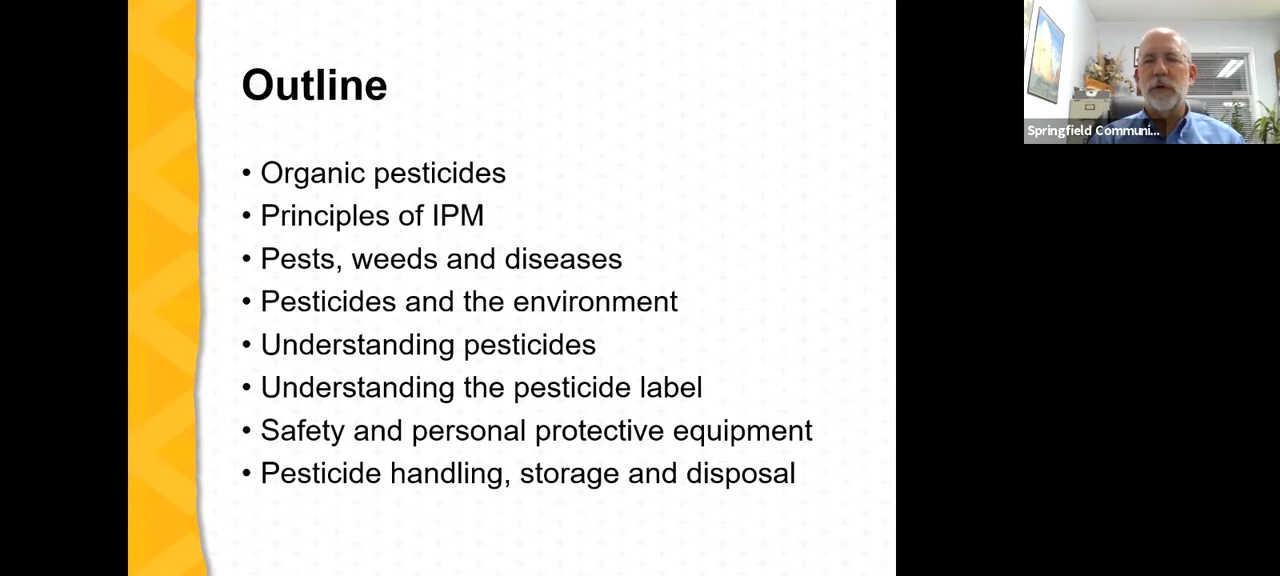 Outline
• Organic pesticides
• Principles of IPM
• Pests, weeds and diseases
• Pesticides and the environment
• Understanding pesticides
• Understanding the pesticide label
• Safety and personal protective equipment
• Pesticide handling, storage and disposal
Springfield Communi...